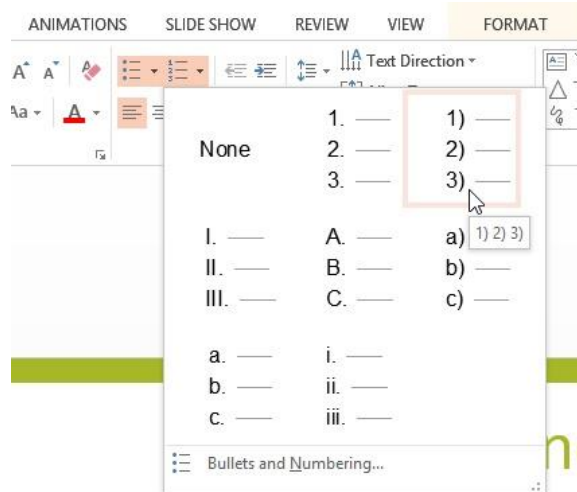 ANIMATIONS SLIDE SHOW REVIEW VIEW FORMAT
A A Text Direction
Aa A
None
1.
2.
3.
1)
2)
3)
1) 2) 3)
I.
II.
III.
A.
B.
C.
a)
b)
c)
a.
b.
c.
i.
ii.
iii.
Bullets and Numbering...
n